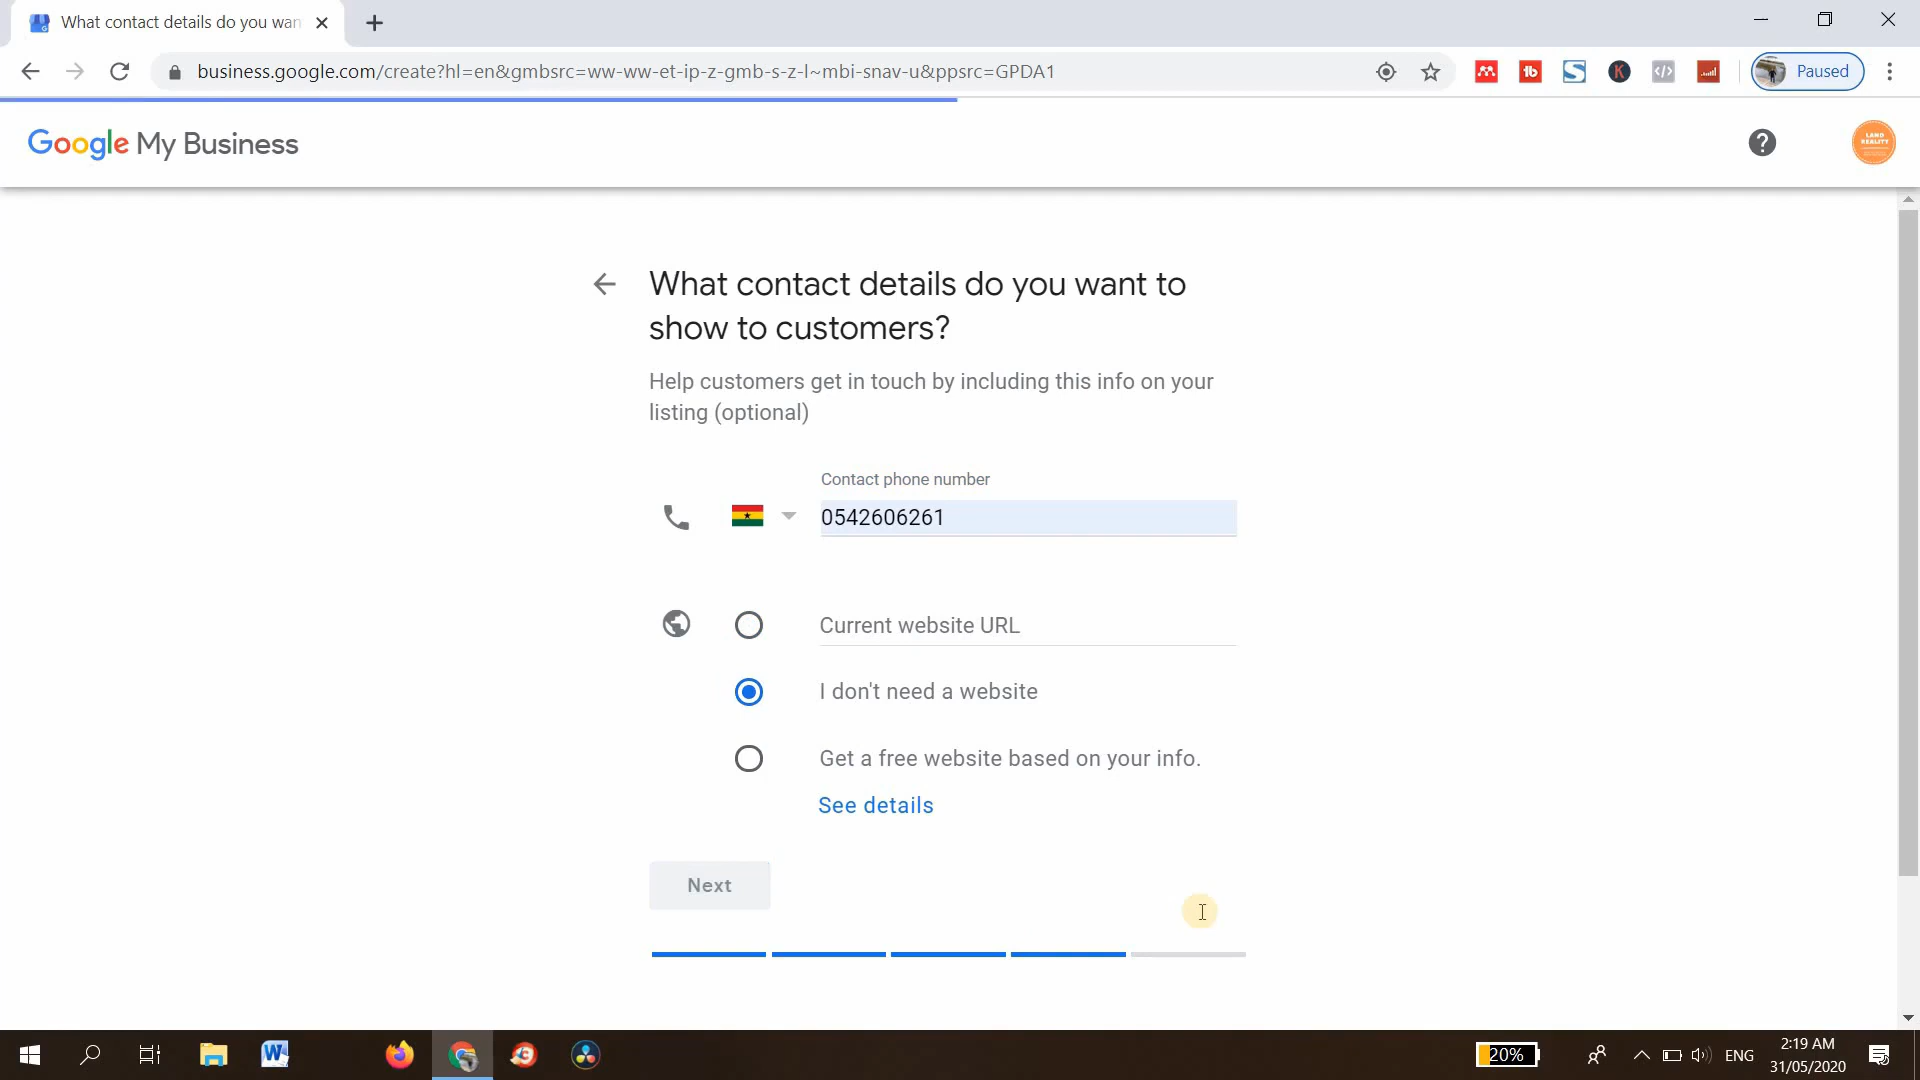 What contact details do you wan
business.google.com/create?hl=en&gmbsrc=ww-ww-et-ip-z-gmb-s-z-l~mbi-snav-u&ppsrc=GPDA1
Paused
Google My Business
LAND
REALITY
What contact details do you want to
show to customers?
Help customers get in touch by including this info on your
listing (optional)
Contact phone number
0542606261
Current website URL
I don't need a website
Get a free website based on your info.
See details
Next
20%
ENG
2:19 AM
31/05/2020